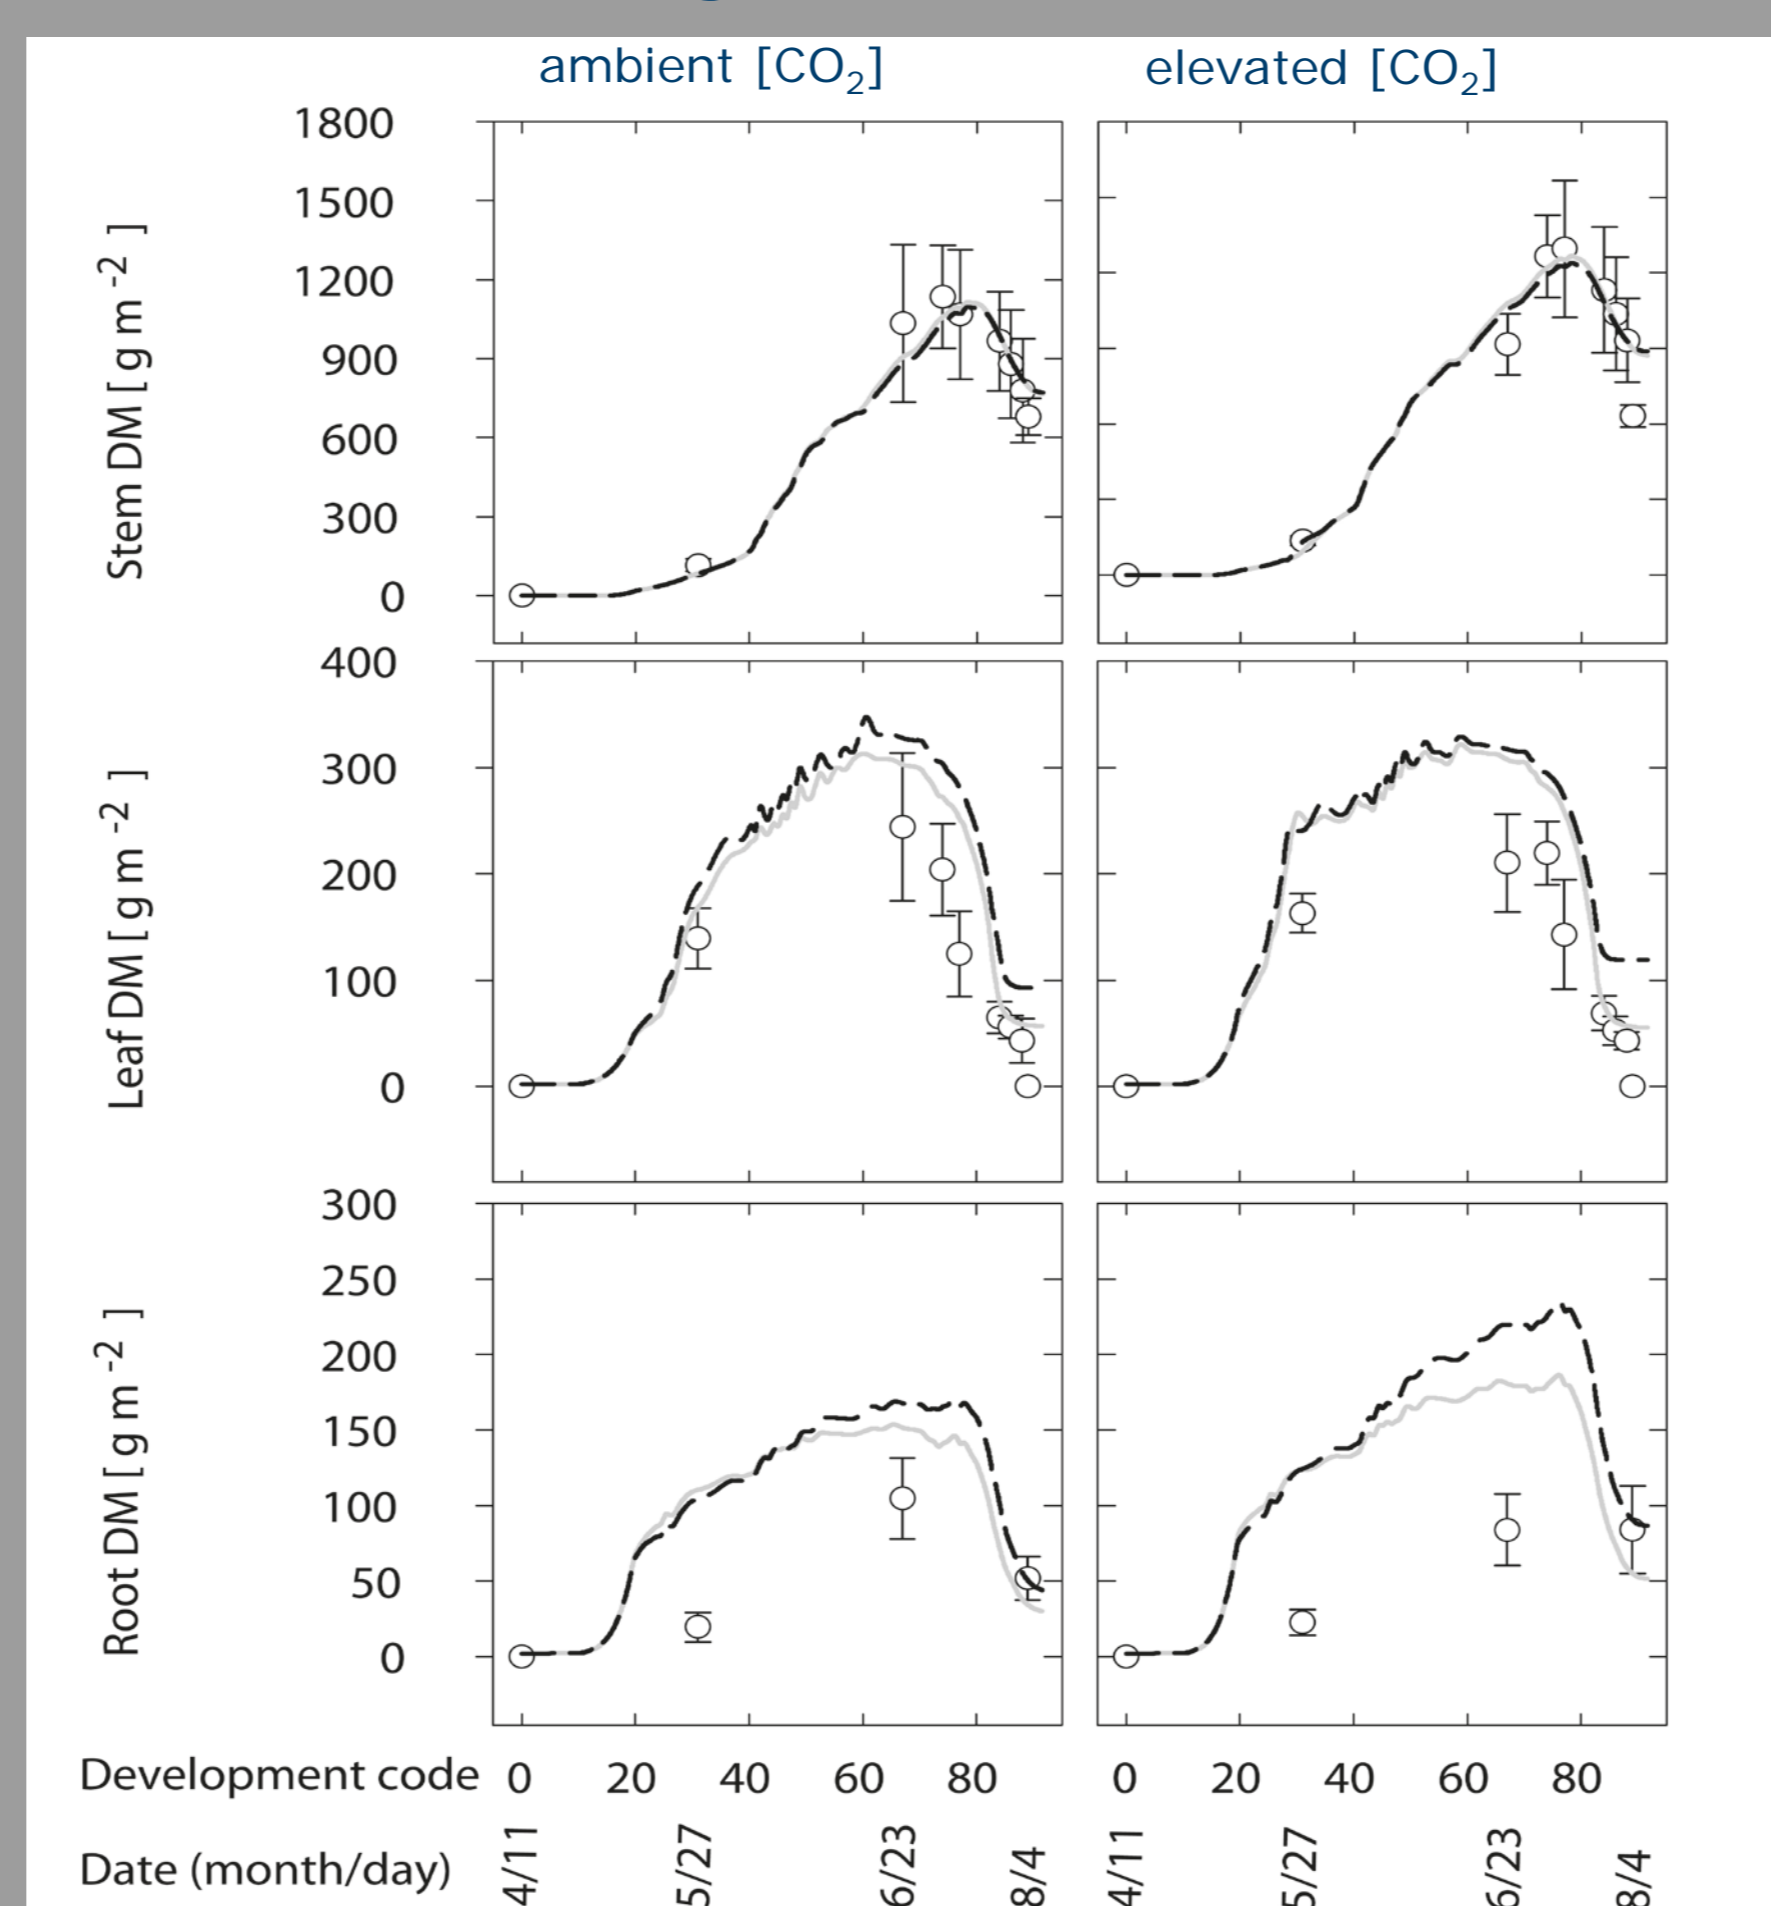 ambient [CO₂]
elevated [CO₂]
Stem DM [ g m⁻² ]
1800
1500
1200
900
600
300
0
Leaf DM [ g m⁻² ]
400
300
200
100
0
Root DM [ g m⁻² ]
300
250
200
150
100
50
0
Development code 0 20 40 60 80 0 20 40 60 80
Date (month/day) 4/11 5/27 6/23 8/4 4/11 5/27 6/23 8/4